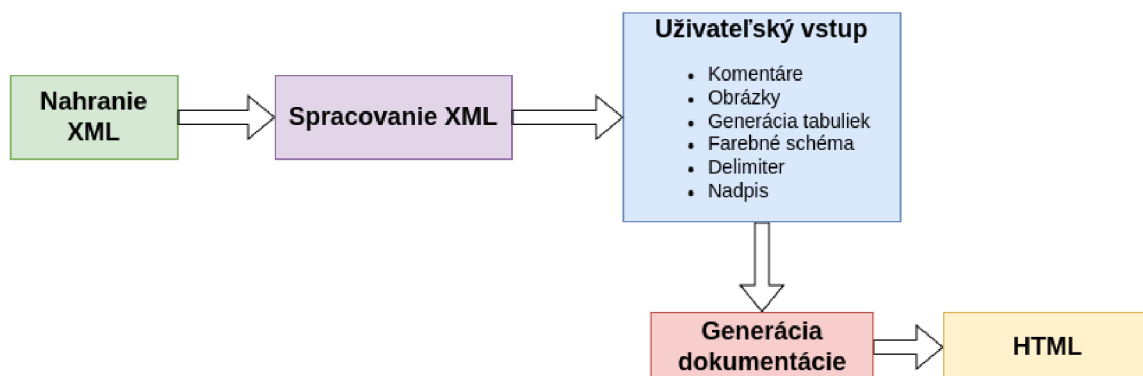 Nahranie
XML
Spracovanie XML
Uživateľský vstup
Komentáre
Obrázky
Generácia tabuliek
Farebné schéma
Delimiter
Nadpis
Generácia
dokumentácie
HTML